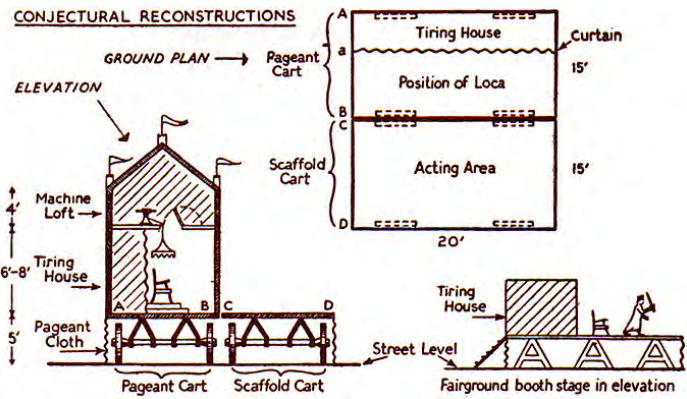 CONJECTURAL RECONSTRUCTIONS
GROUND PLAN
ELEVATION
A
Tiring House
Curtain
a
Pageant
Cart
15'
Position of Loca
B
C
Scaffold
Cart
Acting Area
15'
D
20'
4'
Machine
Loft
6'-8'
Tiring
House
A
B
C
D
5'
Pageant
Cloth
Street Level
Pageant Cart
Scaffold Cart
Tiring
House
Fairground booth stage in elevation